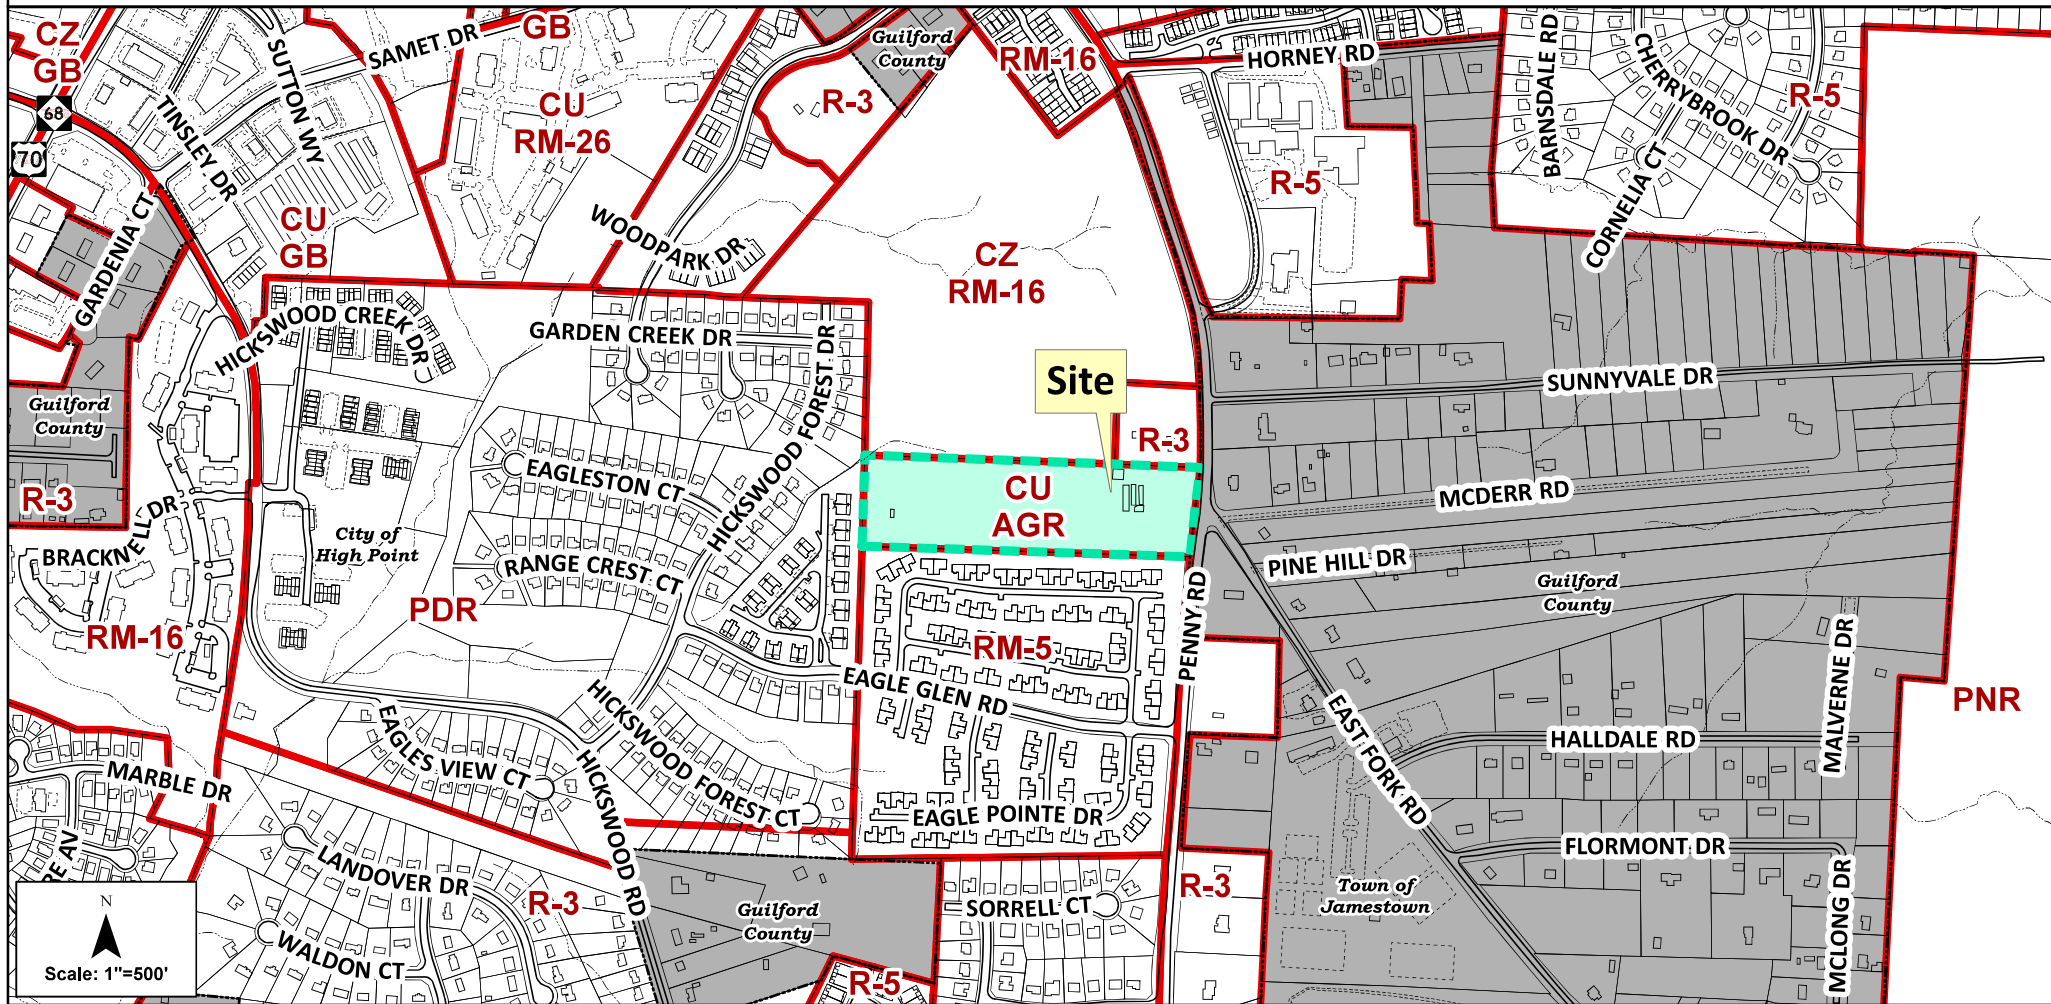 CZ
GB
68
70
SAMET DR
SUTTON WY
TINSLEY DR
GARDENIA CT
CU
GB
GB
CU
RM-26
R-3
Guilford
County
RM-16
HORNEY RD
BARNSDALE RD
CHERRYBROOK DR
R-5
CORNELIA CT
R-5
WOODPARK DR
CZ
RM-16
HICKSWOOD CREEK DR
GARDEN CREEK DR
HICKSWOOD FOREST DR
Site
R-3
SUNNYVALE DR
MCDERR RD
PINE HILL DR
Guilford
County
Guilford
County
R-3
BRACKNELL DR
RM-16
City of
High Point
EAGLESTON CT
RANGE CREST CT
PDR
CU
AGR
RM-5
PENNY RD
EAGLE GLEN RD
EAGLE POINTE DR
HICKSWOOD FOREST CT
EAGLES VIEW CT
HICKSWOOD RD
MARBLE DR
RE AV
LANDOVER DR
WALDON CT
R-3
Guilford
County
SORRELL CT
R-5
R-3
EAST FORK RD
HALLDALE RD
MALVERNE DR
PNR
FLORMONT DR
MCLONG DR
Town of
Jamestown
N
Scale: 1"=500'